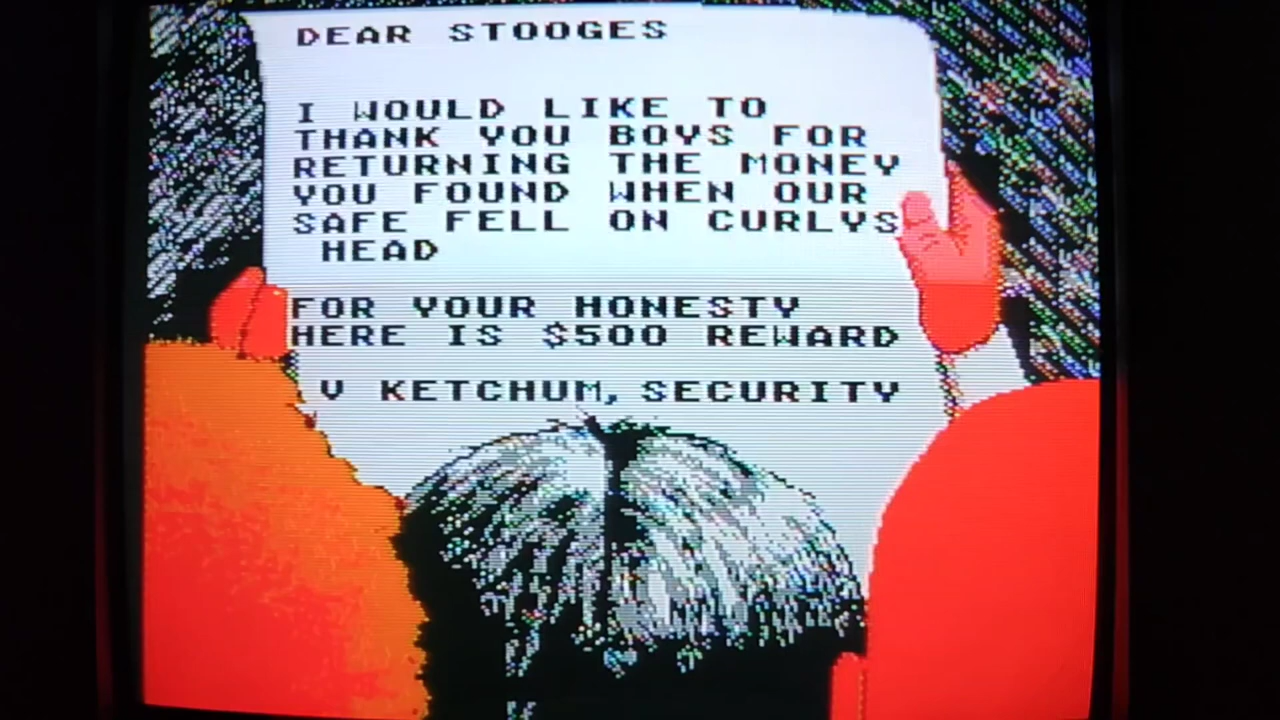 DEAR STOOGES
I WOULD LIKE TO
THANK YOU BOYS FOR
RETURNING THE MONEY
YOU FOUND WHEN OUR
SAFE FELL ON CURLYS
HEAD
FOR YOUR HONESTY
HERE IS $500 REWARD
V KETCHUM, SECURITY